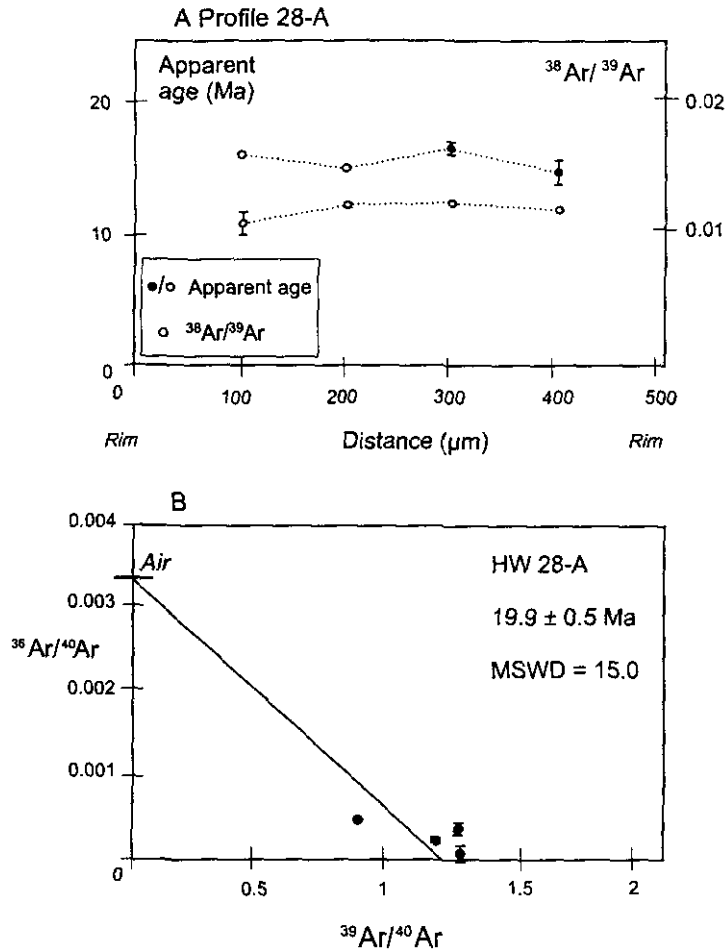 A Profile 28-A
Apparent
age (Ma)
³⁸Ar/ ³⁹Ar
20
10
0
0.02
0.01
●/○ Apparent age
○ ³⁸Ar/³⁹Ar
0 100 200 300 400 500
Rim Distance (µm) Rim
B
0.004
Air
0.003
³⁶Ar/⁴⁰Ar
0.002
0.001
HW 28-A
19.9 ± 0.5 Ma
MSWD = 15.0
0 0.5 1 1.5 2
³⁹Ar/⁴⁰Ar